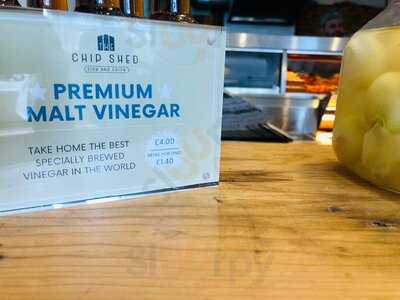 THE
CHIP SHED
FISH AND CHIPS
PREMIUM
MALT VINEGAR
TAKE HOME THE BEST
SPECIALLY BREWED
VINEGAR IN THE WORLD
£4.00
£1.40